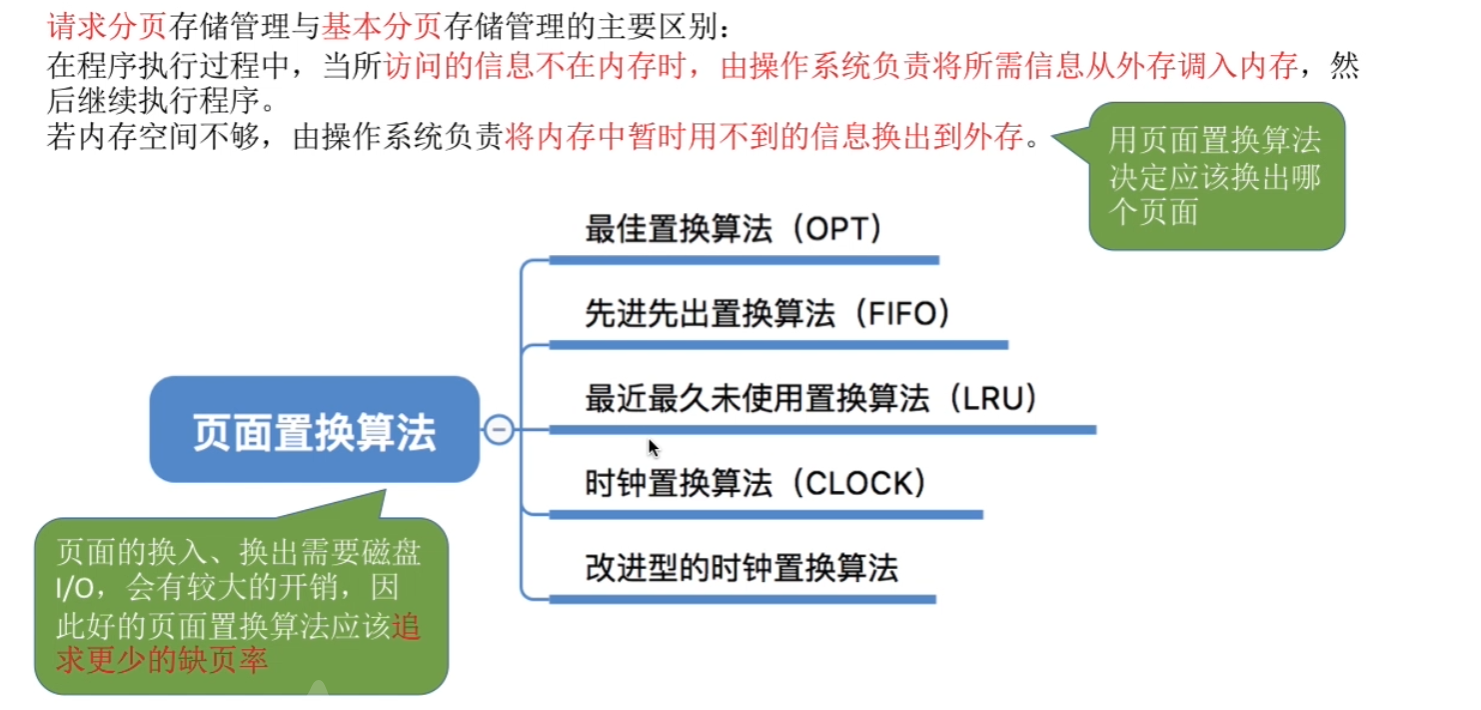 请求分页存储管理与基本分页存储管理的主要区别：
在程序执行过程中，当所访问的信息不在内存时，由操作系统负责将所需信息从外存调入内存，然
后继续执行程序。
若内存空间不够，由操作系统负责将内存中暂时用不到的信息换出到外存。
用页面置换算法
决定应该换出哪
个页面
最佳置换算法（OPT）
先进先出置换算法（FIFO）
最近最久未使用置换算法（LRU）
页面置换算法
时钟置换算法（CLOCK）
改进型的时钟置换算法
页面的换入、换出需要磁盘
I/O，会有较大的开销，因
此好的页面置换算法应该追
求更少的缺页率